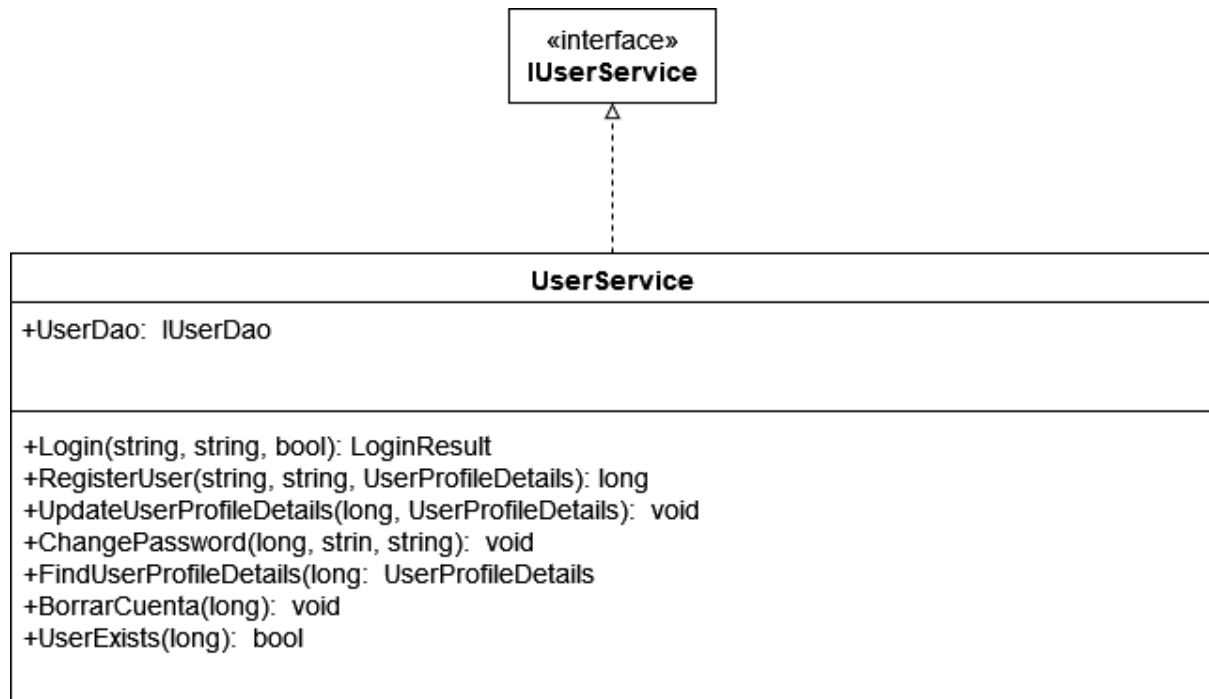 «interface»
IUserService
UserService
+UserDao: IUserDao
+Login(string, string, bool): LoginResult
+RegisterUser(string, string, UserProfileDetails): long
+UpdateUserProfileDetails(long, UserProfileDetails): void
+ChangePassword(long, strin, string): void
+FindUserProfileDetails(long: UserProfileDetails
+BorrarCuenta(long): void
+UserExists(long): bool